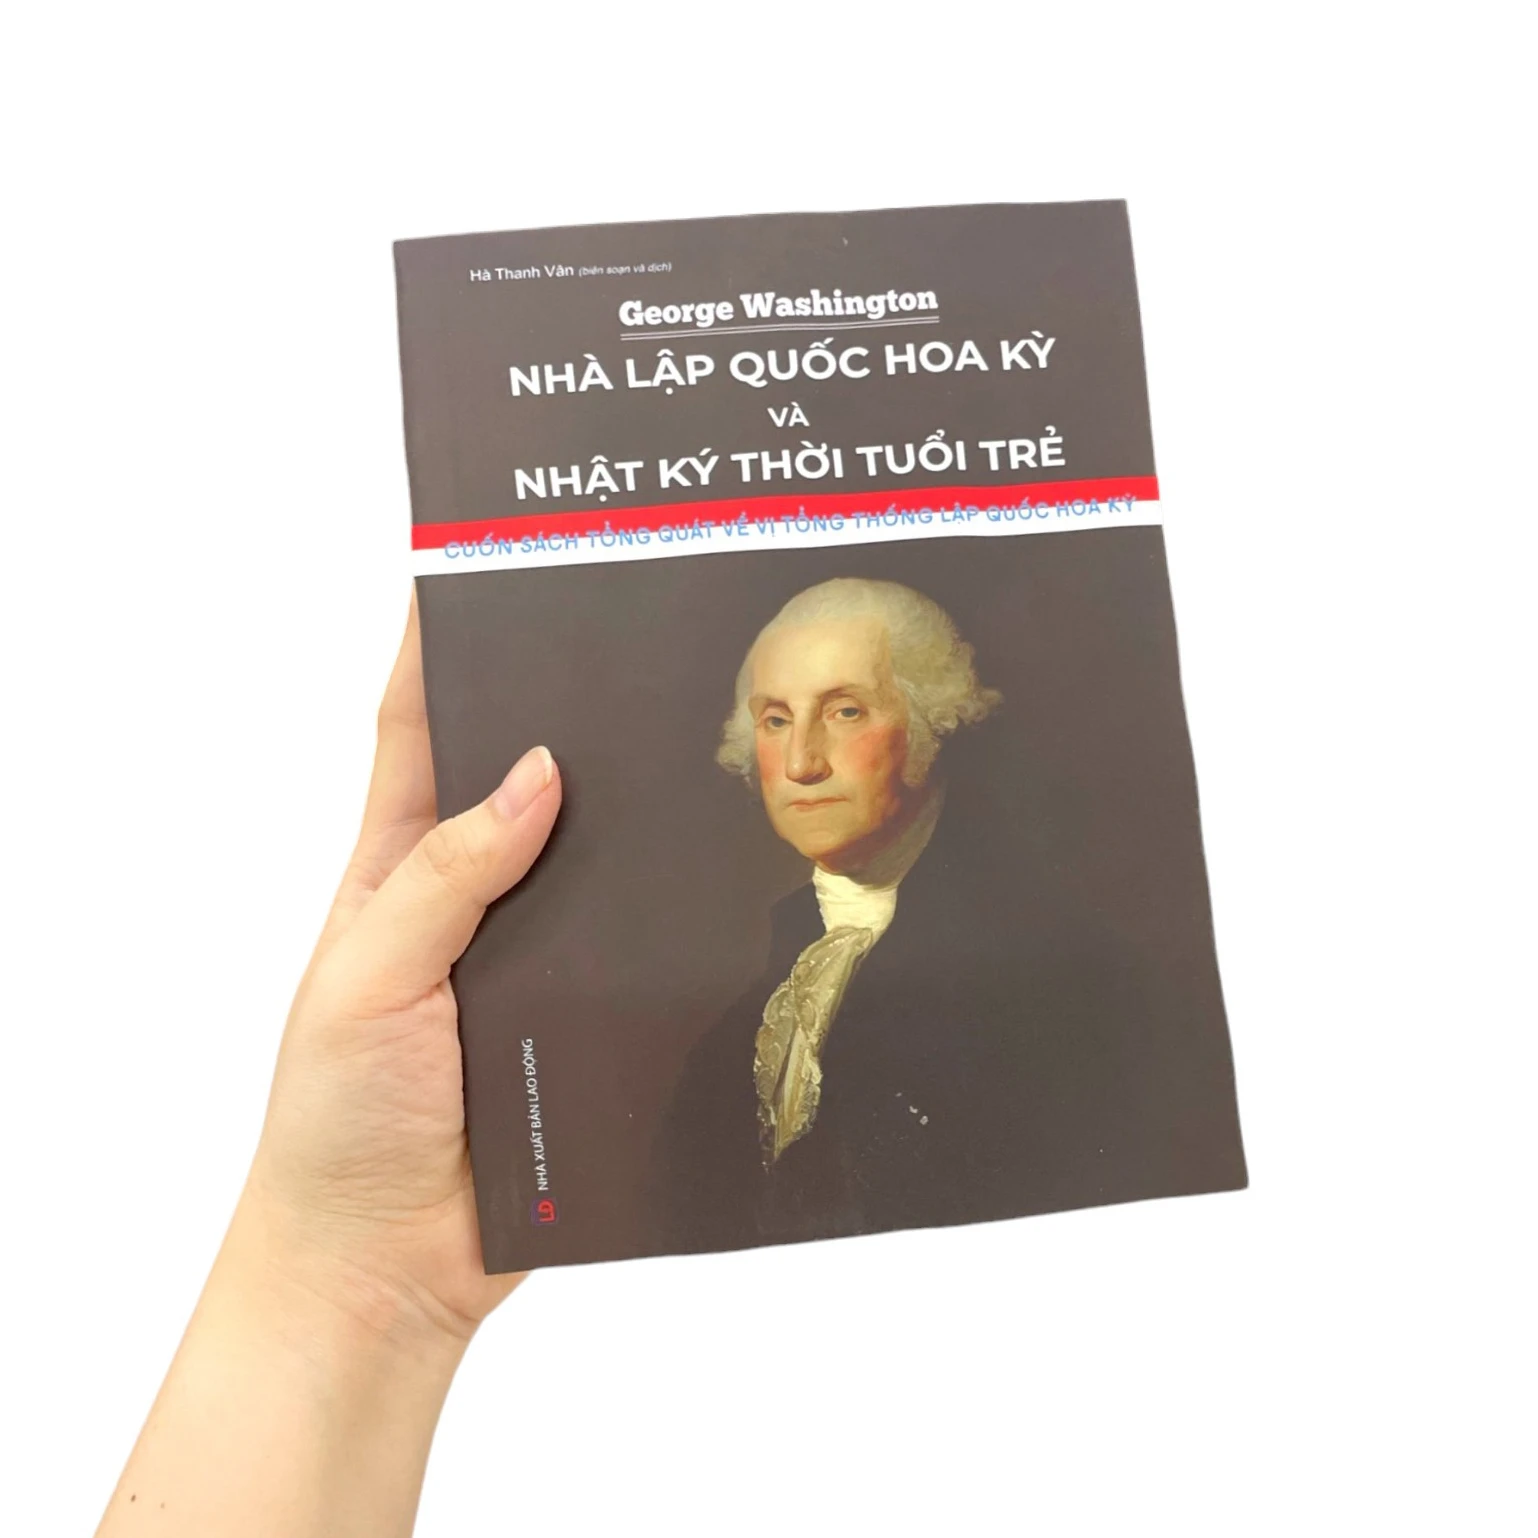 Hà Thanh Vân (biên soạn và dịch)
George Washington
NHÀ LẬP QUỐC HOA KỲ
VÀ
NHẬT KÝ THỜI TUỔI TRẺ
CUỐN SÁCH TỔNG QUÁT VỀ VỊ TỔNG THỐNG LẬP QUỐC HOA KỲ
LĐ NHÀ XUẤT BẢN LAO ĐỘNG